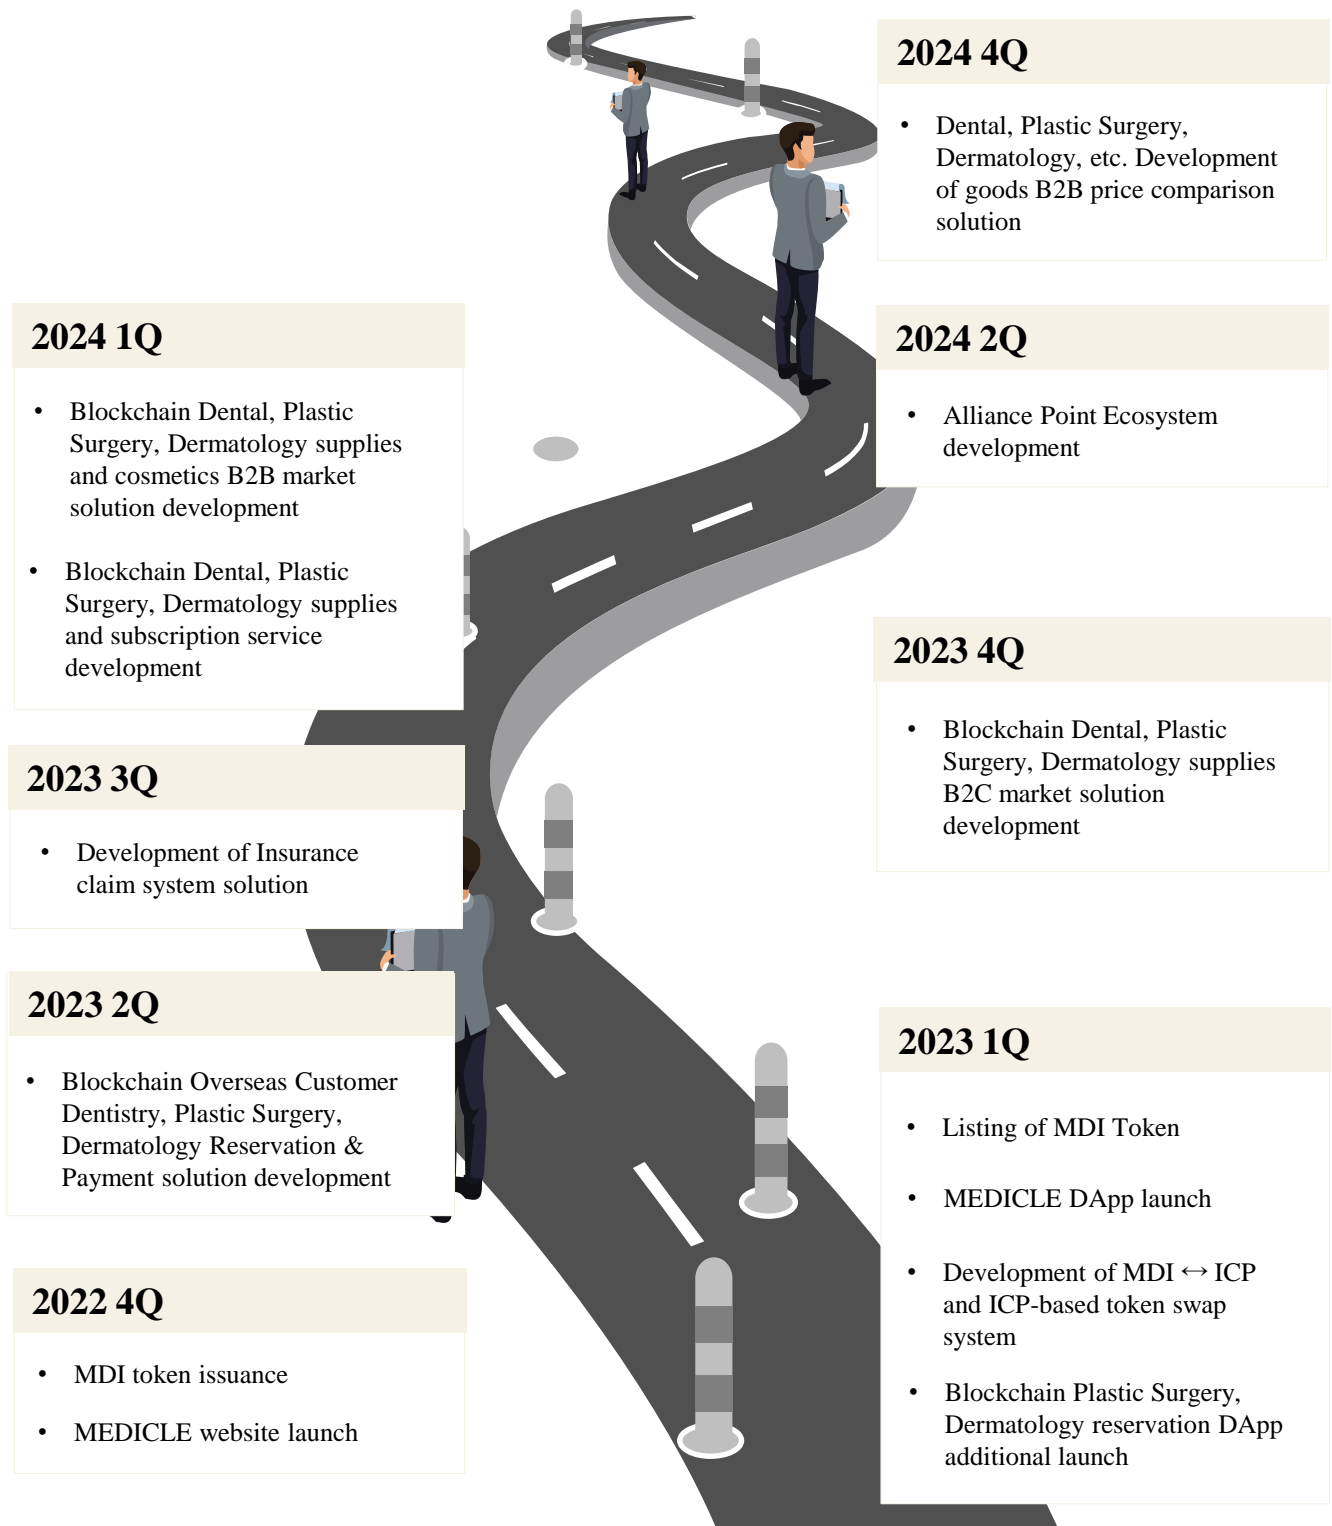 2024 4Q
• Dental, Plastic Surgery,
Dermatology, etc. Development
of goods B2B price comparison
solution
2024 1Q
• Blockchain Dental, Plastic
Surgery, Dermatology supplies
and cosmetics B2B market
solution development
• Blockchain Dental, Plastic
Surgery, Dermatology supplies
and subscription service
development
2024 2Q
• Alliance Point Ecosystem
development
2023 4Q
• Blockchain Dental, Plastic
Surgery, Dermatology supplies
B2C market solution
development
2023 3Q
• Development of Insurance
claim system solution
2023 2Q
• Blockchain Overseas Customer
Dentistry, Plastic Surgery,
Dermatology Reservation &
Payment solution development
2023 1Q
• Listing of MDI Token
• MEDICLE DApp launch
• Development of MDI ↔ ICP
and ICP-based token swap
system
• Blockchain Plastic Surgery,
Dermatology reservation DApp
additional launch
2022 4Q
• MDI token issuance
• MEDICLE website launch